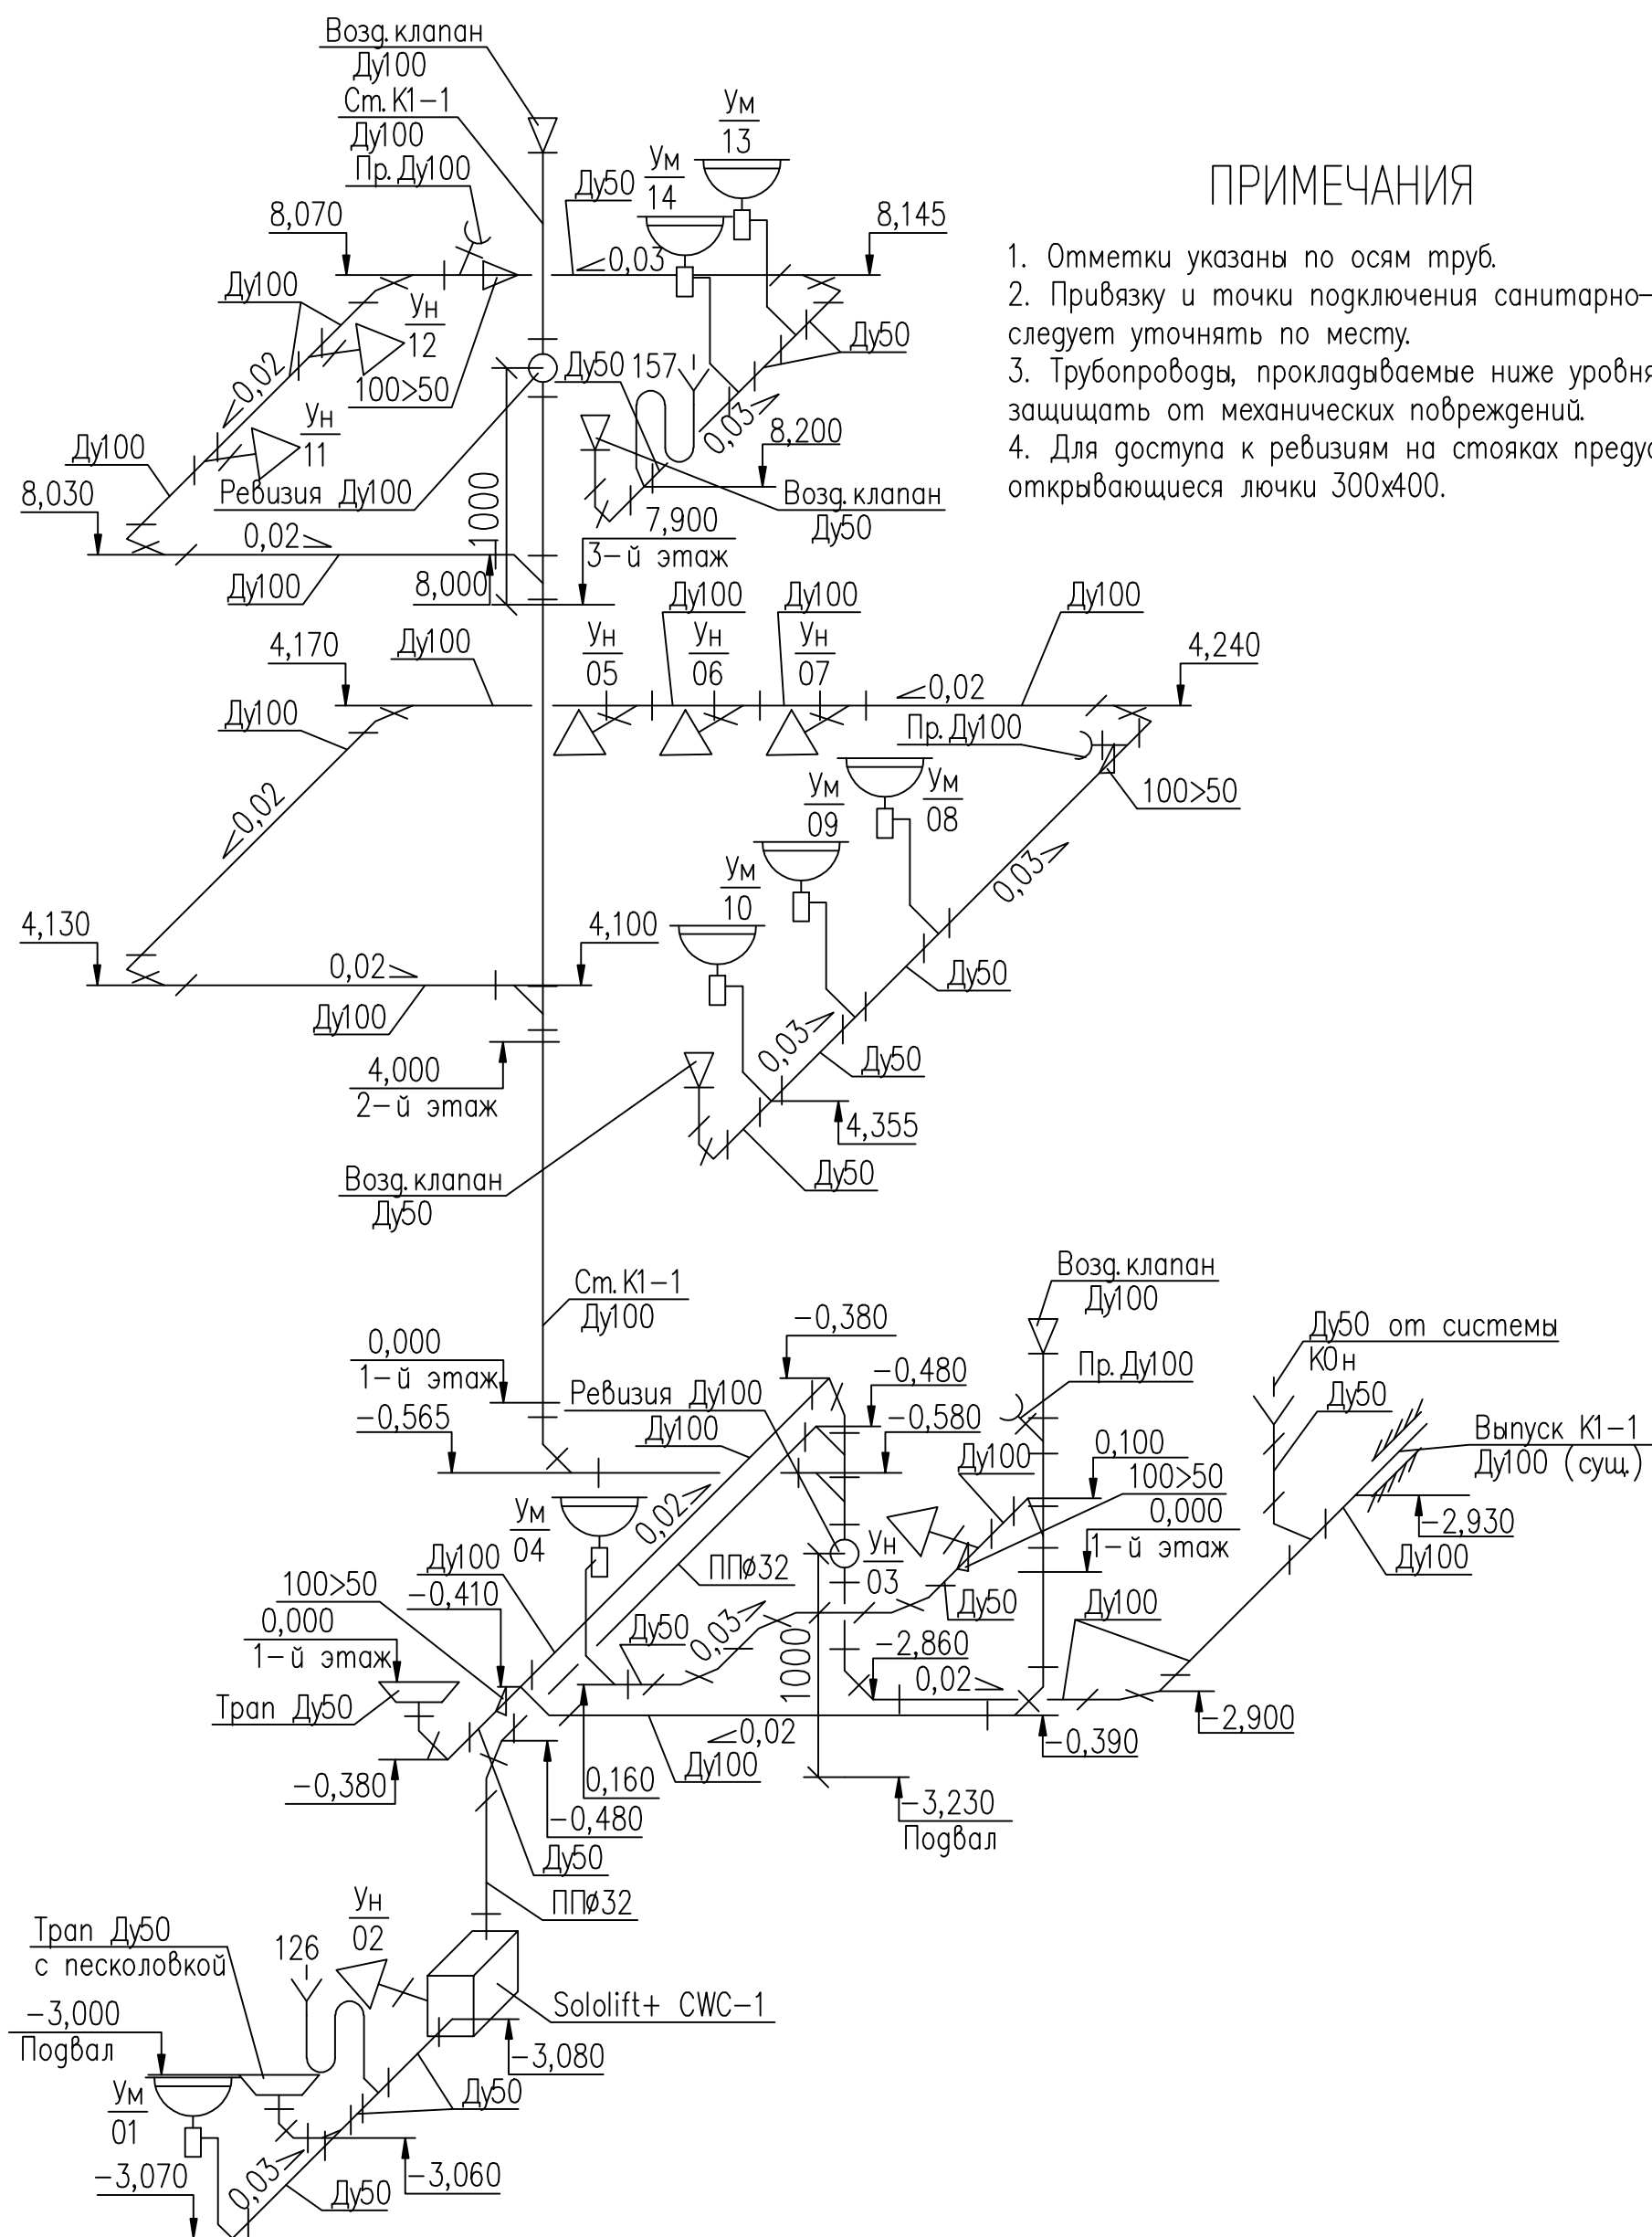 Возд.клапан
Ду100
Ст.К1-1
Ду100
Пр.Ду100
8,070
Ду50
Ум
14
Ум
13
8,145
0,03
ПРИМЕЧАНИЯ
1. Отметки указаны по осям труб.
2. Привязку и точки подключения санитарно-
следует уточнять по месту.
3. Трубопроводы, прокладываемые ниже уровня
защищать от механических повреждений.
4. Для доступа к ревизиям на стояках предус
открывающиеся лючки 300х400.
Ду100
Ун
12
100>50
0,02
Ун
11
Ду50
157
Ду50
0,03
8,200
Ду100
8,030
Ревизия Ду100
1000
Возд.клапан
Ду50
0,02
7,900
3-й этаж
Ду100
8,000
Ду100
Ду100
Ду100
4,170
Ду100
Ун
05
Ун
06
Ун
07
4,240
0,02
Ду100
Пр.Ду100
100>50
0,02
Ум
09
Ум
08
0,03
Ум
10
4,130
4,100
0,02
Ду50
Ду100
0,03
Ду50
4,000
2-й этаж
4,355
Ду50
Возд.клапан
Ду50
Ст.К1-1
Ду100
0,000
1-й этаж
-0,380
Возд.клапан
Ду100
Ду50 от системы
К0н
-0,480
Пр.Ду100
Ду50
Ревизия Ду100
Ду100
-0,565
-0,580
Ду100
0,100
100>50
Выпуск К1-1
Ду100 (сущ.)
0,000
1-й этаж
-2,930
Ду100
Ум
04
0,02
Ду100
ППø32
Ун
03
100>50
-0,410
0,000
1-й этаж
Ду50
0,03
Ду50
Ду100
-2,860
0,02
1000
Трап Ду50
-2,900
0,02
-0,390
Ду100
-0,380
0,160
-0,480
-3,230
Подвал
Ду50
ППø32
Ун
02
Трап Ду50
с песколовкой
126
Sololift+ CWC-1
-3,000
Подвал
-3,080
Ду50
Ум
01
-3,070
0,03
-3,060
Ду50